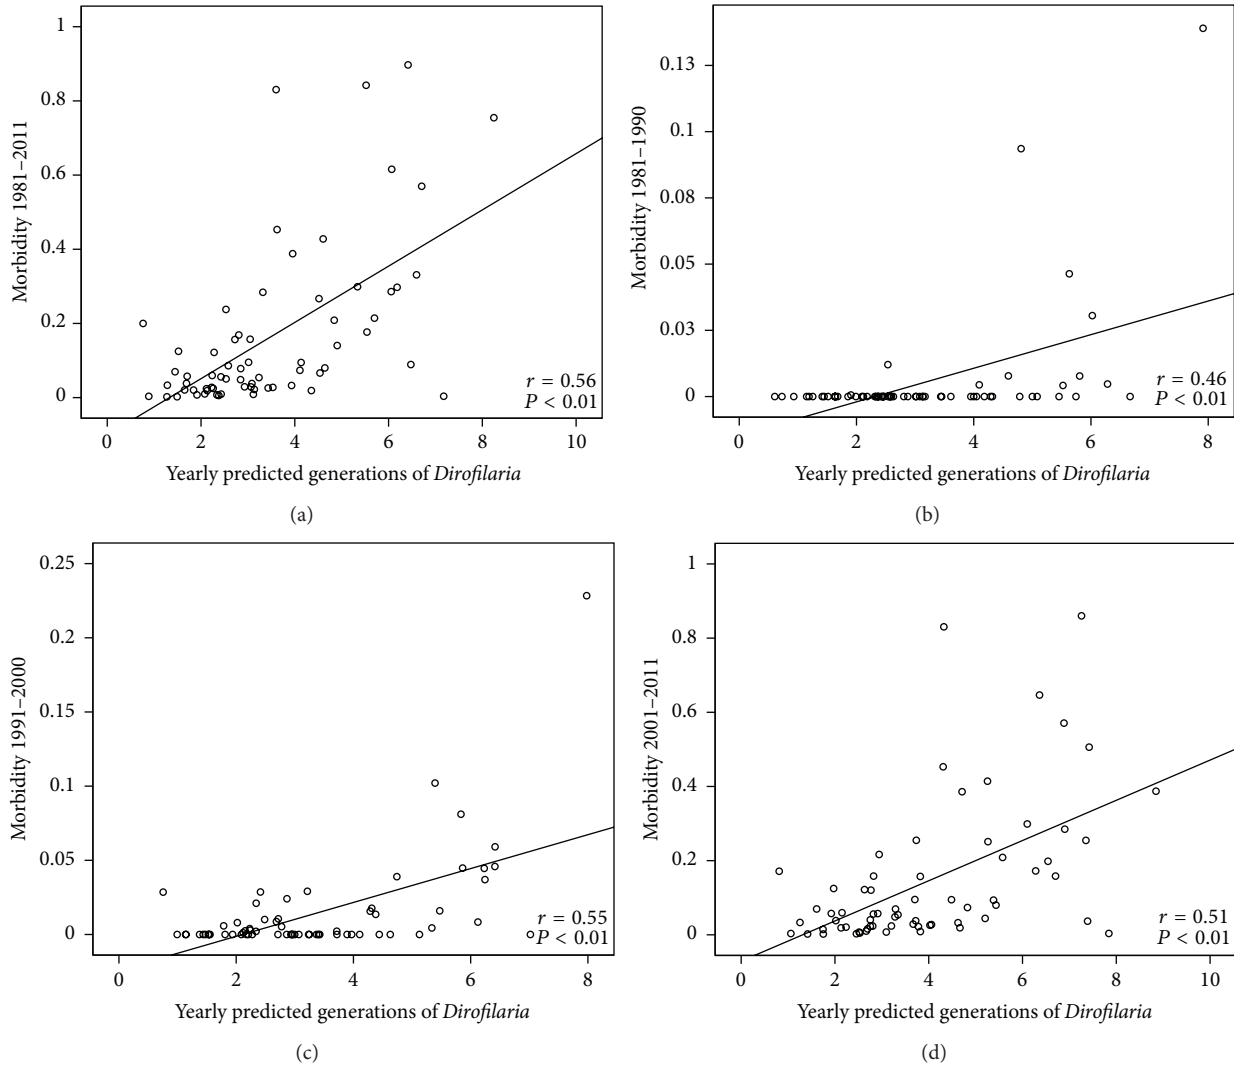 1
0.8
0.6
0.4
0.2
0
Morbidity 1981–2011
r = 0.56
P < 0.01
0 2 4 6 8 10
Yearly predicted generations of Dirofilaria
(a)
0.13
0.1
0.08
0.05
0.03
0
Morbidity 1981–1990
r = 0.46
P < 0.01
0 2 4 6 8
Yearly predicted generations of Dirofilaria
(b)
0.25
0.2
0.15
0.1
0.05
0
Morbidity 1991–2000
r = 0.55
P < 0.01
0 2 4 6 8
Yearly predicted generations of Dirofilaria
(c)
1
0.8
0.6
0.4
0.2
0
Morbidity 2001–2011
r = 0.51
P < 0.01
0 2 4 6 8 10
Yearly predicted generations of Dirofilaria
(d)